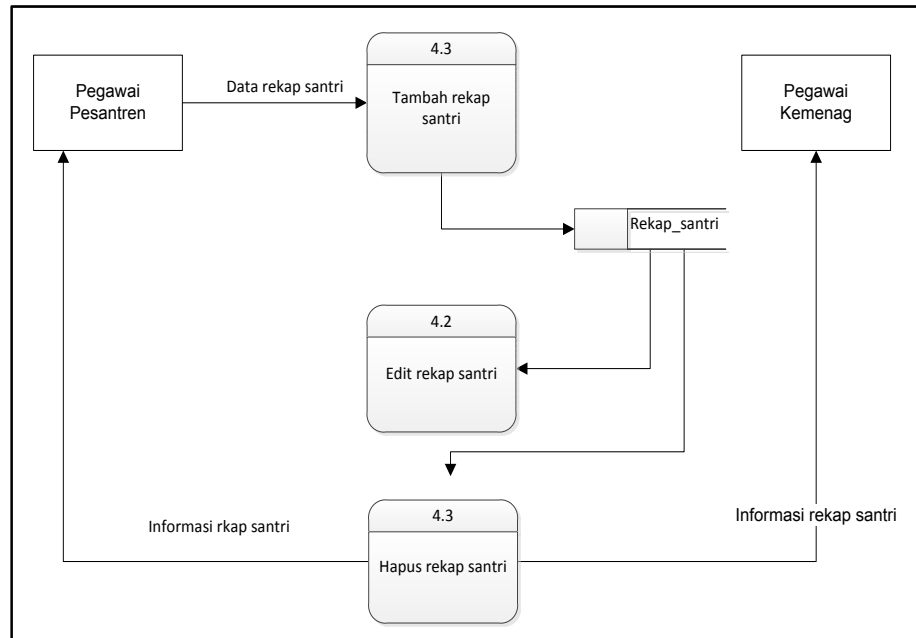 4.3
Pegawai
Pesantren
Data rekap santri
Tambah rekap
santri
Pegawai
Kemenag
Rekap_santri
4.2
Edit rekap santri
4.3
Informasi rkap santri
Informasi rekap santri
Hapus rekap santri